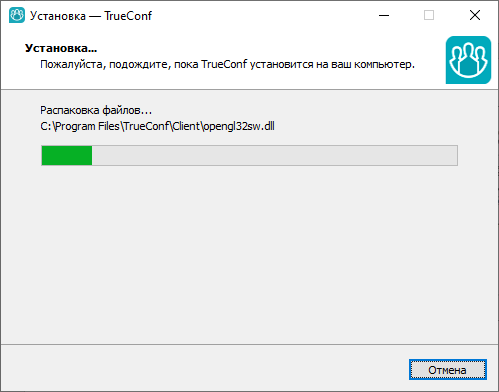 Установка — TrueConf
Установка...
Пожалуйста, подождите, пока TrueConf установится на ваш компьютер.
Распаковка файлов...
C:\Program Files\TrueConf\Client\opengl32sw.dll
Отмена